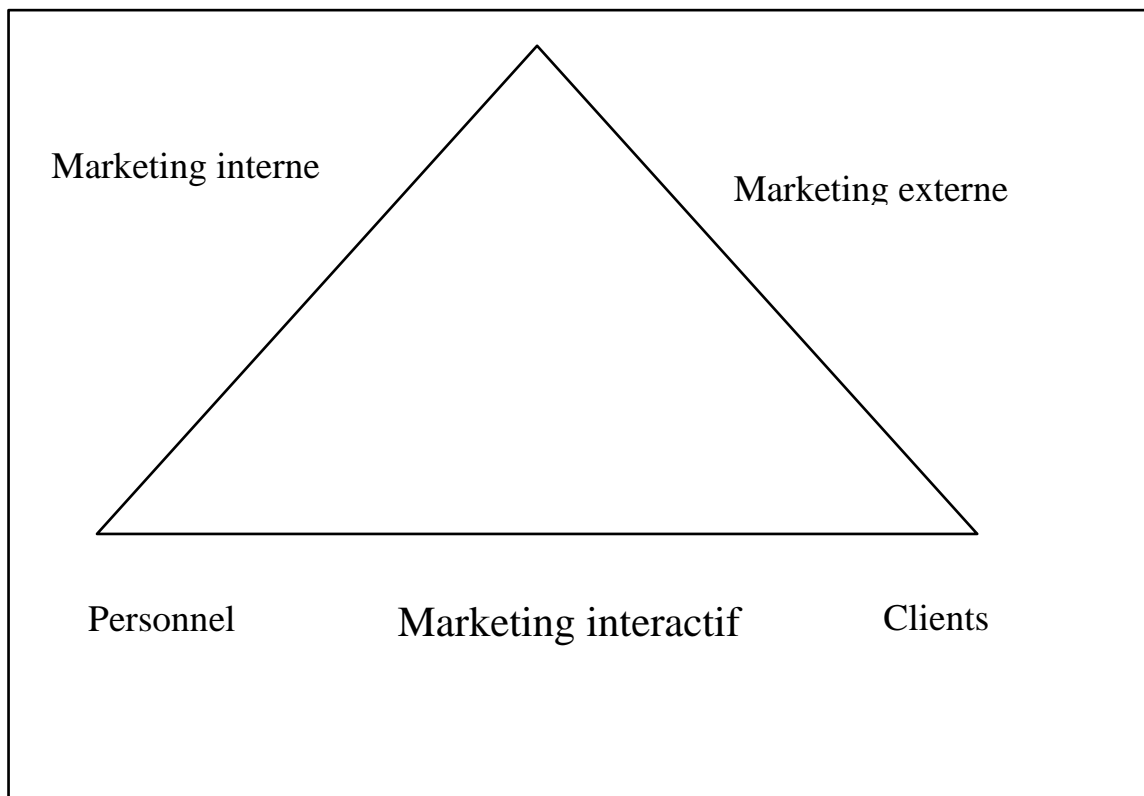 Marketing interne
Marketing externe
Personnel
Marketing interactif
Clients